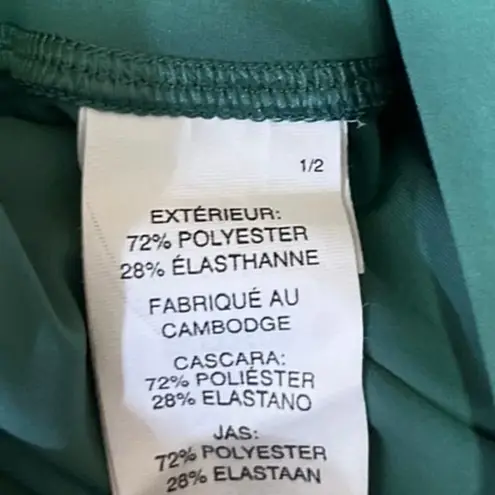 1/2
EXTÉRIEUR:
72% POLYESTER
28% ÉLASTHANNE
FABRIQUÉ AU
CAMBODGE
CASCARA:
72% POLIÉSTER
28% ELASTANO
JAS:
72% POLYESTER
28% ELASTAAN